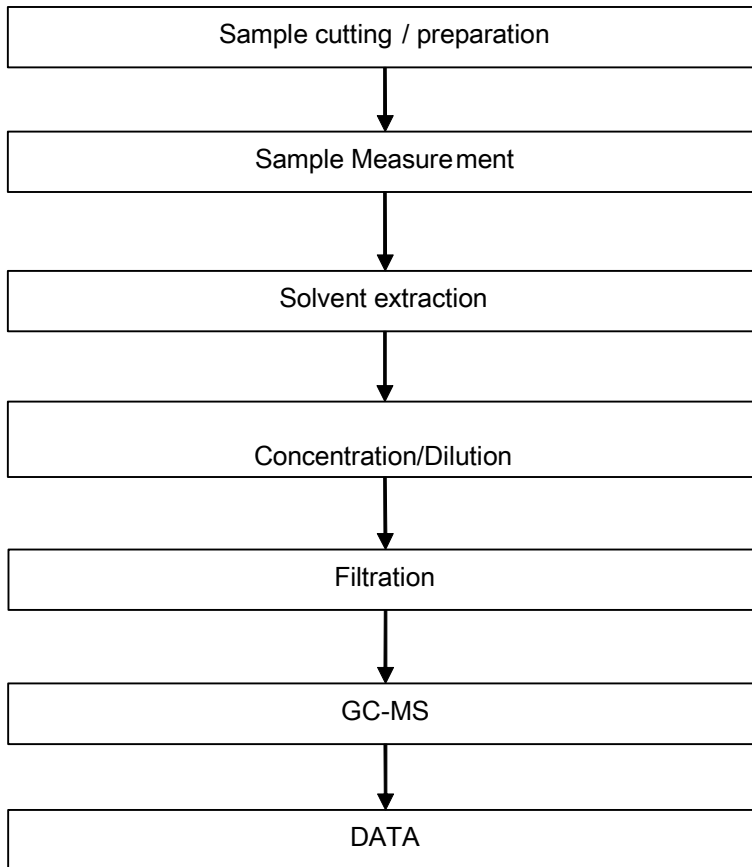 Sample cutting / preparation
Sample Measurement
Solvent extraction
Concentration/Dilution
Filtration
GC-MS
DATA